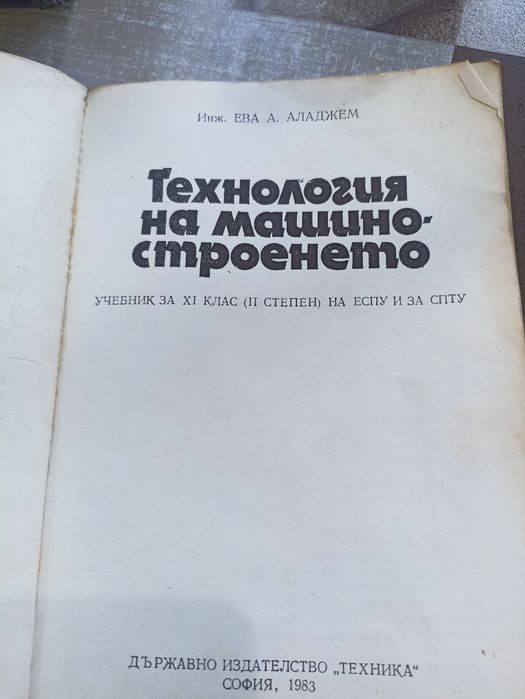 Инж. ЕВА А. АЛАДЖЕМ
Технология
на машино-
строенето
УЧЕБНИК ЗА XI КЛАС (II СТЕПЕН) НА ЕСПУ И ЗА СПТУ
ДЪРЖАВНО ИЗДАТЕЛСТВО „ТЕХНИКА“
СОФИЯ, 1983